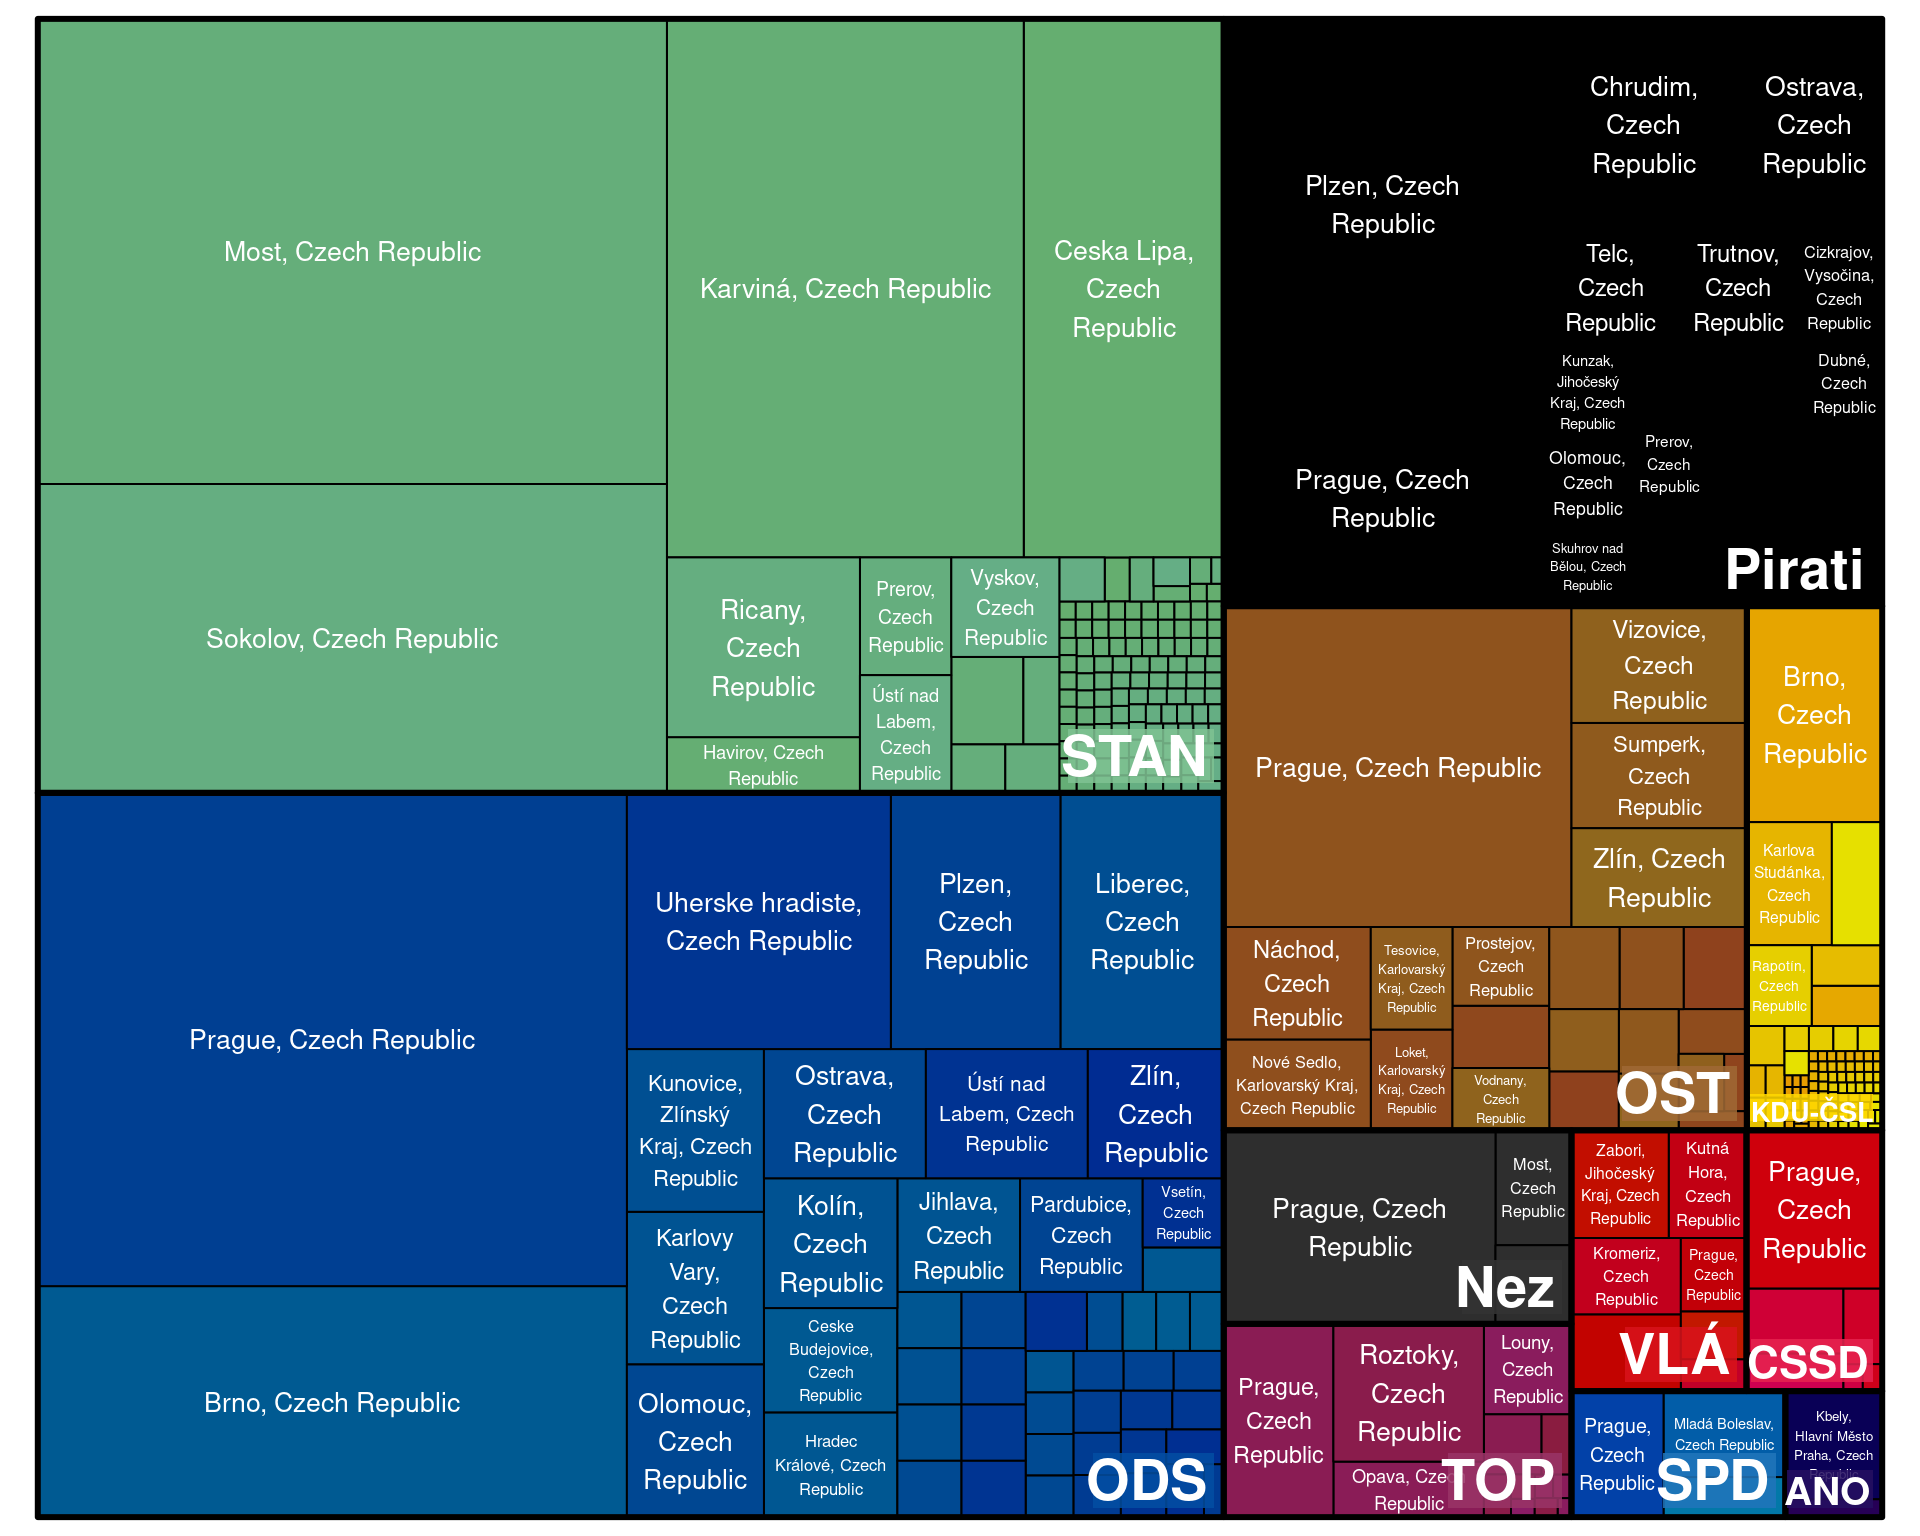 Most, Czech Republic
Sokolov, Czech Republic
Karviná, Czech Republic
Ceska Lipa,
Czech
Republic
Ricany,
Czech
Republic
Havirov, Czech
Republic
Prerov,
Czech
Republic
Ústí nad
Labem,
Czech
Republic
Vyskov,
Czech
Republic
STAN
Prague, Czech Republic
Brno, Czech Republic
Uherske hradiste,
Czech Republic
Plzen,
Czech
Republic
Liberec,
Czech
Republic
Kunovice,
Zlínský
Kraj, Czech
Republic
Karlovy
Vary,
Czech
Republic
Olomouc,
Czech
Republic
Ostrava,
Czech
Republic
Ústí nad
Labem, Czech
Republic
Zlín,
Czech
Republic
Kolín,
Czech
Republic
Ceske
Budejovice,
Czech
Republic
Hradec
Králové, Czech
Republic
Jihlava,
Czech
Republic
Pardubice,
Czech
Republic
Vsetín,
Czech
Republic
ODS
Plzen, Czech
Republic
Prague, Czech
Republic
Chrudim,
Czech
Republic
Ostrava,
Czech
Republic
Telc,
Czech
Republic
Trutnov,
Czech
Republic
Cizkrajov,
Vysočina,
Czech
Republic
Kunzak,
Jihočeský
Kraj, Czech
Republic
Dubné,
Czech
Republic
Olomouc,
Czech
Republic
Prerov,
Czech
Republic
Skuhrov nad
Bělou, Czech
Republic
Pirati
Prague, Czech Republic
Vizovice,
Czech
Republic
Sumperk,
Czech
Republic
Zlín, Czech
Republic
Náchod,
Czech
Republic
Nové Sedlo,
Karlovarský Kraj,
Czech Republic
Tesovice,
Karlovarský
Kraj, Czech
Republic
Loket,
Karlovarský
Kraj, Czech
Republic
Prostejov,
Czech
Republic
Vodnany,
Czech
Republic
OST
Brno,
Czech
Republic
Karlova
Studánka,
Czech
Republic
Rapotín,
Czech
Republic
KDU-ČSL
Prague, Czech
Republic
Most,
Czech
Republic
Nez
Prague,
Czech
Republic
Roztoky,
Czech
Republic
Louny,
Czech
Republic
Opava, Czech
Republic
TOP
Zabori,
Jihočeský
Kraj, Czech
Republic
Kutná
Hora,
Czech
Republic
Kromeriz,
Czech
Republic
Prague,
Czech
Republic
VLÁ
Prague,
Czech
Republic
CSSD
Prague,
Czech
Republic
Mladá Boleslav,
Czech Republic
SPD
Kbely,
Hlavní Město
Praha, Czech
Republic
ANO